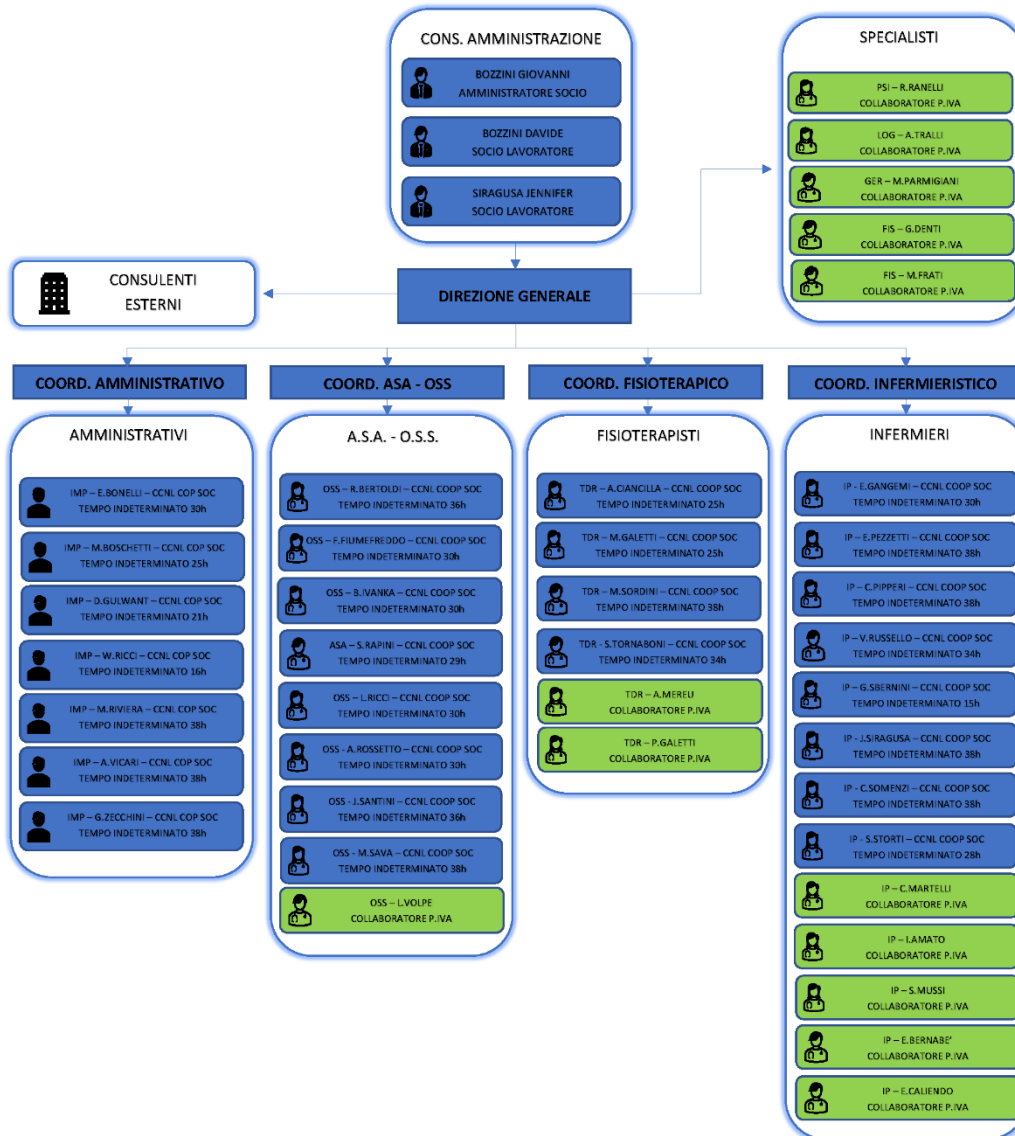 CONS. AMMINISTRAZIONE
BOZZINI GIOVANNI
AMMINISTRATORE SOCIO
BOZZINI DAVIDE
SOCIO LAVORATORE
SIRAGUSA JENNIFER
SOCIO LAVORATORE
SPECIALISTI
PSI – R.RANELLI
COLLABORATORE P.IVA
LOG – A.TRALLI
COLLABORATORE P.IVA
GER – M.PARMIGIANI
COLLABORATORE P.IVA
FIS – G.DENTI
COLLABORATORE P.IVA
FIS – M.FRATI
COLLABORATORE P.IVA
CONSULENTI
ESTERNI
DIREZIONE GENERALE
COORD. AMMINISTRATIVO
AMMINISTRATIVI
IMP – E.BONELLI – CCNL COP SOC
TEMPO INDETERMINATO 30h
IMP – M.BOSCHETTI – CCNL COP SOC
TEMPO INDETERMINATO 25h
IMP – D.GULWANT – CCNL COP SOC
TEMPO INDETERMINATO 21h
IMP – W.RICCI – CCNL COP SOC
TEMPO INDETERMINATO 16h
IMP – M.RIVIERA – CCNL COP SOC
TEMPO INDETERMINATO 38h
IMP – A.VICARI – CCNL COP SOC
TEMPO INDETERMINATO 38h
IMP – G.ZECCHINI – CCNL COP SOC
TEMPO INDETERMINATO 38h
COORD. ASA - OSS
A.S.A. - O.S.S.
OSS – R.BERTOLDI – CCNL COOP SOC
TEMPO INDETERMINATO 36h
OSS – F.FIUMEFREDDO – CCNL COOP SOC
TEMPO INDETERMINATO 30h
OSS – B.IVANKA – CCNL COOP SOC
TEMPO INDETERMINATO 30h
ASA – S.RAPINI – CCNL COOP SOC
TEMPO INDETERMINATO 29h
OSS – L.RICCI – CCNL COOP SOC
TEMPO INDETERMINATO 30h
OSS - A.ROSSETTO – CCNL COOP SOC
TEMPO INDETERMINATO 30h
OSS - J.SANTINI – CCNL COOP SOC
TEMPO INDETERMINATO 36h
OSS - M.SAVA – CCNL COOP SOC
TEMPO INDETERMINATO 38h
OSS – L.VOLPE
COLLABORATORE P.IVA
COORD. FISIOTERAPICO
FISIOTERAPISTI
TDR – A.CIANCILLA – CCNL COOP SOC
TEMPO INDETERMINATO 25h
TDR – M.GALETTI – CCNL COOP SOC
TEMPO INDETERMINATO 25h
TDR – M.SORDINI – CCNL COOP SOC
TEMPO INDETERMINATO 38h
TDR - S.TORNABONI – CCNL COOP SOC
TEMPO INDETERMINATO 34h
TDR – A.MEREU
COLLABORATORE P.IVA
TDR – P.GALETTI
COLLABORATORE P.IVA
COORD. INFERMIERISTICO
INFERMIERI
IP - E.GANGEMI – CCNL COOP SOC
TEMPO INDETERMINATO 30h
IP – E.PEZZETTI – CCNL COOP SOC
TEMPO INDETERMINATO 38h
IP – C.PIPPERI – CCNL COOP SOC
TEMPO INDETERMINATO 38h
IP – V.RUSSELLO – CCNL COOP SOC
TEMPO INDETERMINATO 34h
IP – G.SBERNINI – CCNL COOP SOC
TEMPO INDETERMINATO 15h
IP - J.SIRAGUSA – CCNL COOP SOC
TEMPO INDETERMINATO 38h
IP - C.SOMENZI – CCNL COOP SOC
TEMPO INDETERMINATO 38h
IP - S.STORTI – CCNL COOP SOC
TEMPO INDETERMINATO 28h
IP – C.MARTELLI
COLLABORATORE P.IVA
IP – I.AMATO
COLLABORATORE P.IVA
IP – S.MUSSI
COLLABORATORE P.IVA
IP – E.BERNABE'
COLLABORATORE P.IVA
IP – E.CALIENDO
COLLABORATORE P.IVA